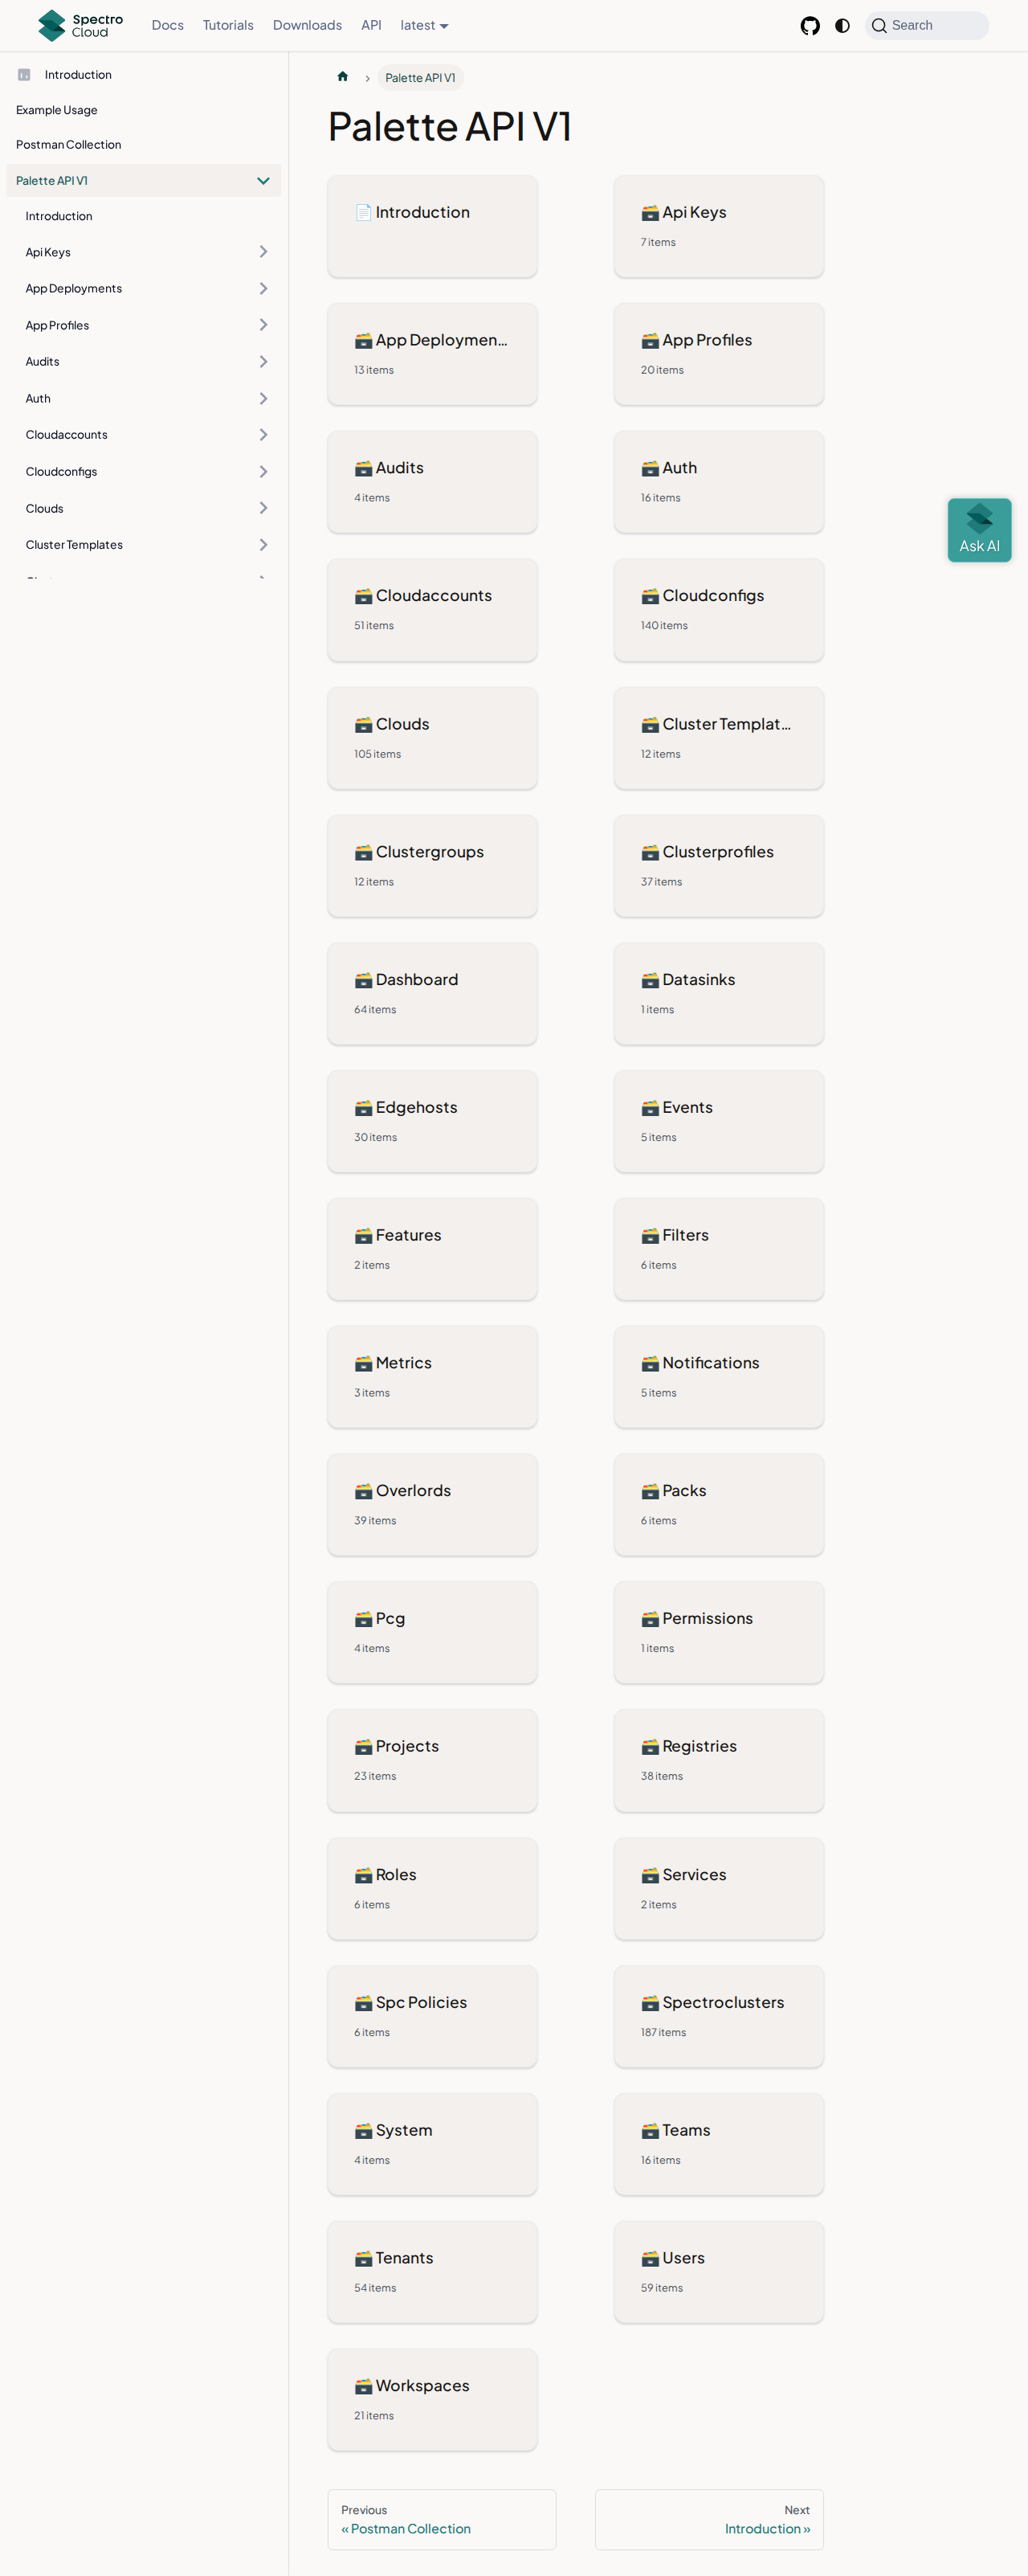 Spectro
Cloud
Docs
Tutorials
Downloads
API
latest
Search
Introduction
Example Usage
Postman Collection
Palette API V1
Introduction
Api Keys
App Deployments
App Profiles
Audits
Auth
Cloudaccounts
Cloudconfigs
Clouds
Cluster Templates
Palette API V1
Palette API V1
Introduction
Api Keys
7 items
App Deploymen…
13 items
App Profiles
20 items
Audits
4 items
Auth
16 items
Cloudaccounts
51 items
Cloudconfigs
140 items
Clouds
105 items
Cluster Templat…
12 items
Clustergroups
12 items
Clusterprofiles
37 items
Dashboard
64 items
Datasinks
1 items
Edgehosts
30 items
Events
5 items
Features
2 items
Filters
6 items
Metrics
3 items
Notifications
5 items
Overlords
39 items
Packs
6 items
Pcg
4 items
Permissions
1 items
Projects
23 items
Registries
38 items
Roles
6 items
Services
2 items
Spc Policies
6 items
Spectroclusters
187 items
System
4 items
Teams
16 items
Tenants
54 items
Users
59 items
Workspaces
21 items
Previous
« Postman Collection
Next
Introduction »
Ask AI